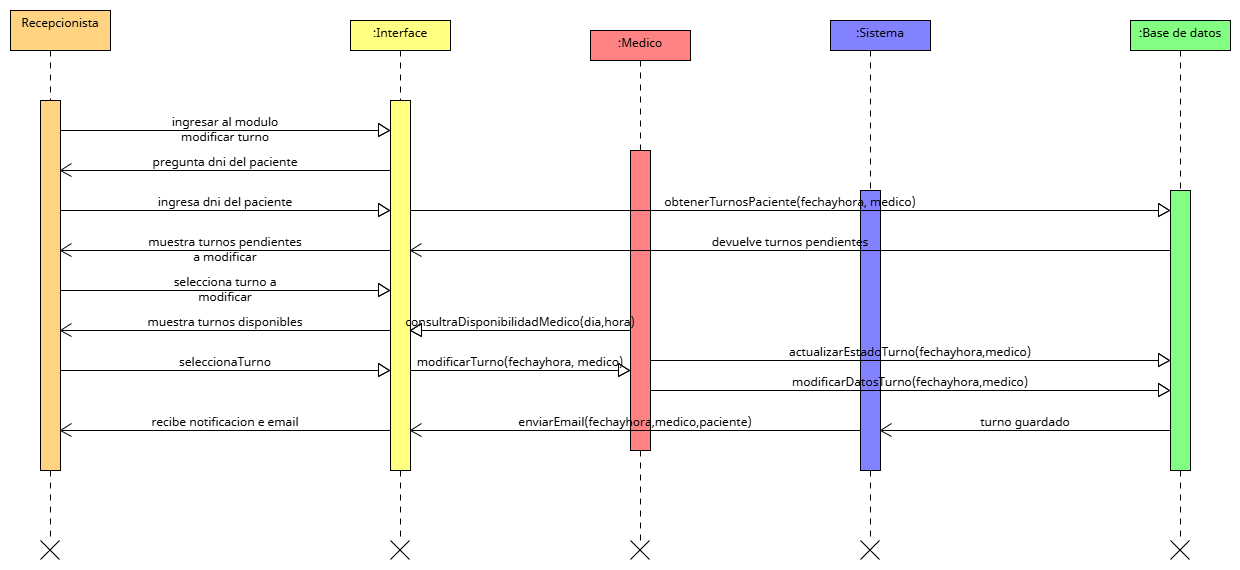 Recepcionista
:Interface
:Medico
:Sistema
:Base de datos
ingresar al modulo
modificar turno
pregunta dni del paciente
ingresa dni del paciente
obtenerTurnosPaciente(fechayhora, medico)
muestra turnos pendientes
a modificar
devuelve turnos pendientes
selecciona turno a
modificar
muestra turnos disponibles
consultraDisponibilidadMedico(dia,hora)
seleccionaTurno
modificarTurno(fechayhora, medico)
actualizarEstadoTurno(fechayhora,medico)
modificarDatosTurno(fechayhora,medico)
recibe notificacion e email
enviarEmail(fechayhora,medico,paciente)
turno guardado